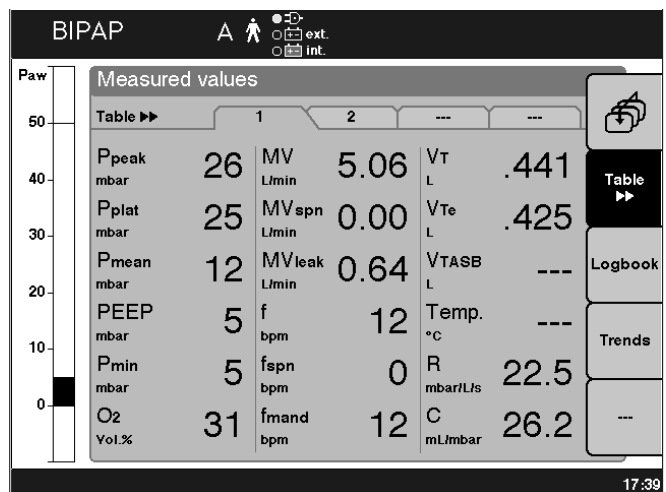 BIPAP A ext.
int.
Paw
Measured values
Table ▶▶ 1 2 --- ---
50
40
30
20
10
0
Ppeak mbar 26 MV L/min 5.06 VT L .441
Pplat mbar 25 MVspn L/min 0.00 VTe L .425
Pmean mbar 12 MVleak L/min 0.64 VTASB L ---
PEEP mbar 5 f bpm 12 Temp. °C ---
Pmin mbar 5 fspn bpm 0 R mbar/L/s 22.5
O2 Vol.% 31 fmand bpm 12 C mL/mbar 26.2
Table
▶▶
Logbook
Trends
---
17:39